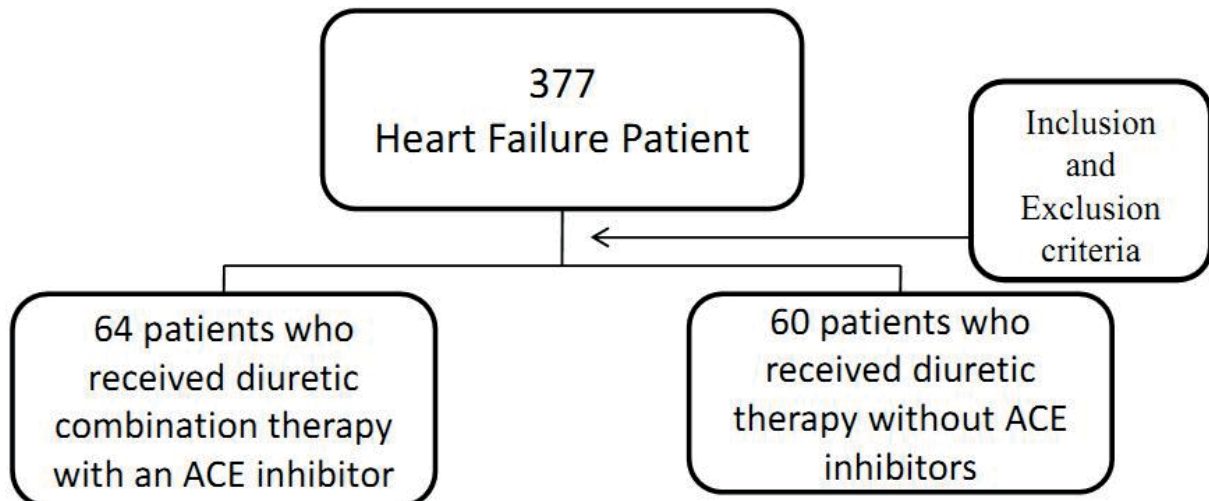 377
Heart Failure Patient
Inclusion
and
Exclusion
criteria
64 patients who
received diuretic
combination therapy
with an ACE inhibitor
60 patients who
received diuretic
therapy without ACE
inhibitors